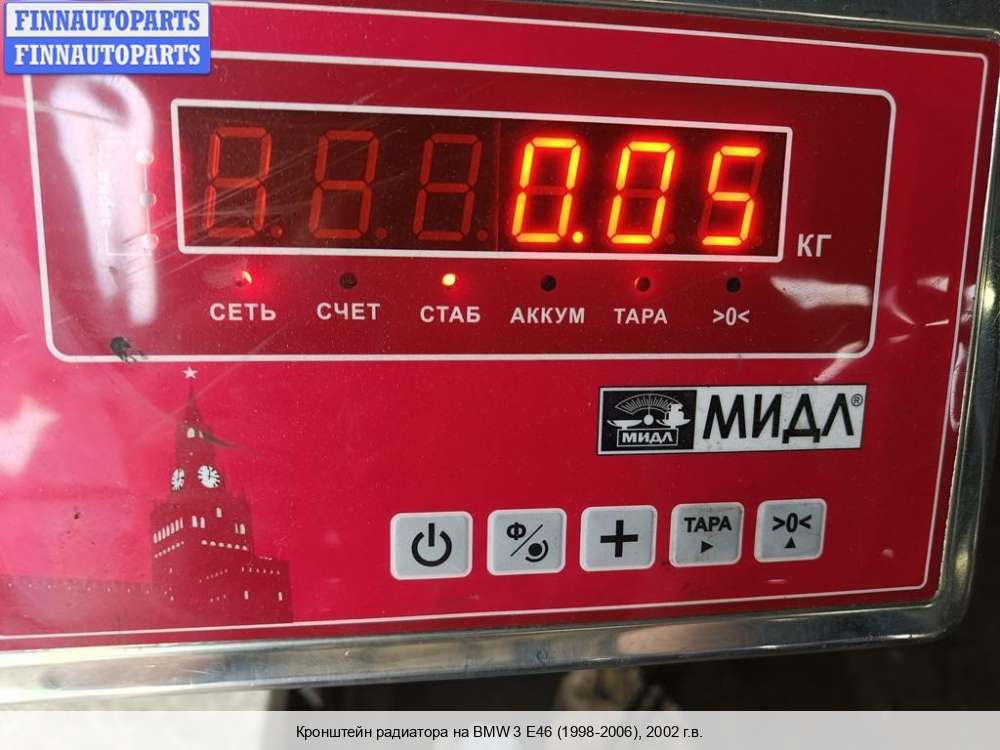 FINNAUTOPARTS
FINNAUTOPARTS
0.05
КГ
СЕТЬ СЧЕТ СТАБ АККУМ ТАРА >0<
МИДЛ МИДЛ®
Ф ТАРА >0<
Кронштейн радиатора на BMW 3 E46 (1998-2006), 2002 г.в.